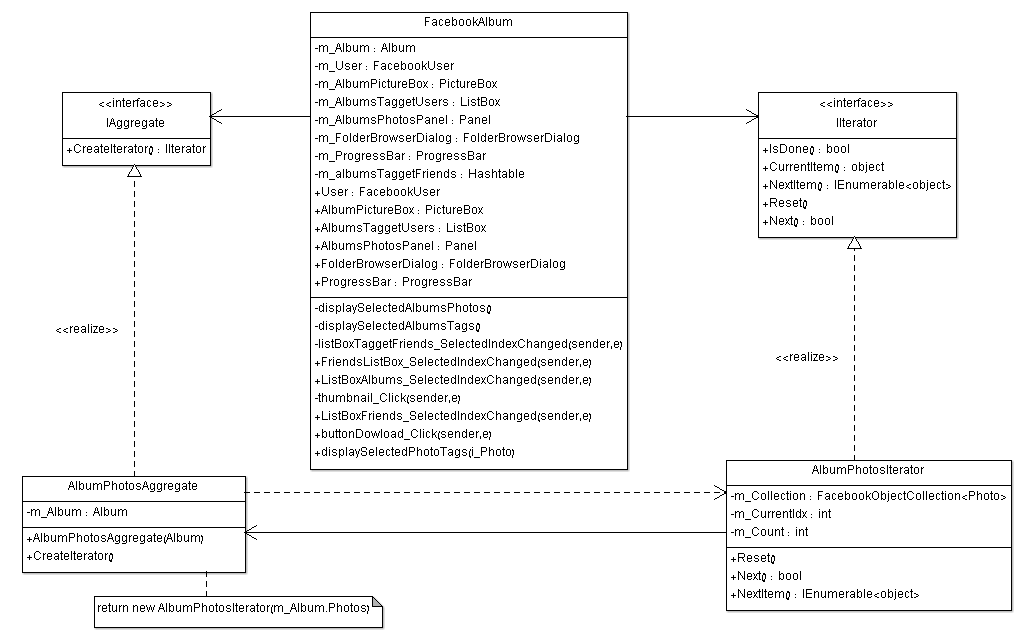 FacebookAlbum
-m_Album : Album
-m_User : FacebookUser
-m_AlbumPictureBox : PictureBox
-m_AlbumsTaggetUsers : ListBox
-m_AlbumsPhotosPanel : Panel
-m_FolderBrowserDialog : FolderBrowserDialog
-m_ProgressBar : ProgressBar
-m_albumsTaggetFriends : Hashtable
+User : FacebookUser
+AlbumPictureBox : PictureBox
+AlbumsTaggetUsers : ListBox
+AlbumsPhotosPanel : Panel
+FolderBrowserDialog : FolderBrowserDialog
+ProgressBar : ProgressBar
-displaySelectedAlbumsPhotos()
-displaySelectedAlbumsTags()
-listBoxTaggetFriends_SelectedIndexChanged(sender,e)
+FriendsListBox_SelectedIndexChanged(sender,e)
+ListBoxAlbums_SelectedIndexChanged(sender,e)
-thumbnail_Click(sender,e)
+ListBoxFriends_SelectedIndexChanged(sender,e)
+buttonDowload_Click(sender,e)
+displaySelectedPhotoTags(i_Photo)
<<interface>>
IAggregate
+CreateIterator() : IIterator
<<interface>>
IIterator
+IsDone() : bool
+CurrentItem() : object
+NextItem() : IEnumerable<object>
+Reset()
+Next() : bool
<<realize>>
<<realize>>
AlbumPhotosAggregate
-m_Album : Album
+AlbumPhotosAggregate(Album)
+CreateIterator()
return new AlbumPhotosIterator(m_Album.Photos)
AlbumPhotosIterator
-m_Collection : FacebookObjectCollection<Photo>
-m_CurrentIdx : int
-m_Count : int
+Reset()
+Next() : bool
+NextItem() : IEnumerable<object>